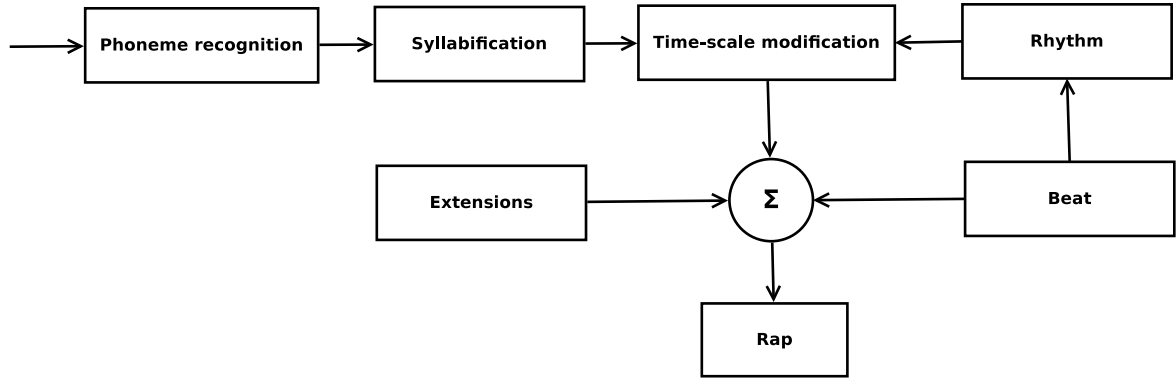 Phoneme recognition
Syllabification
Time-scale modification
Rhythm
Extensions
Σ
Beat
Rap